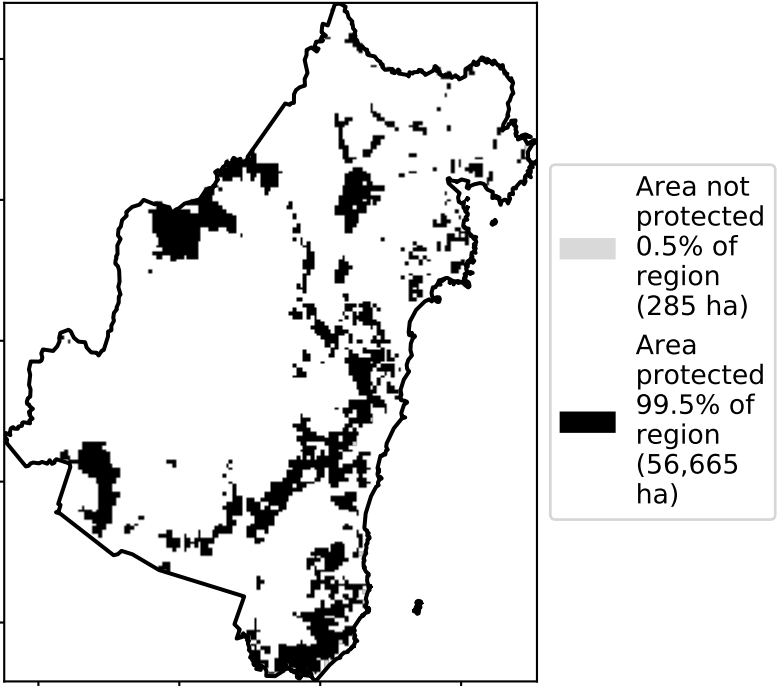 Area not
protected
0.5% of
region
(285 ha)
Area
protected
99.5% of
region
(56,665
ha)